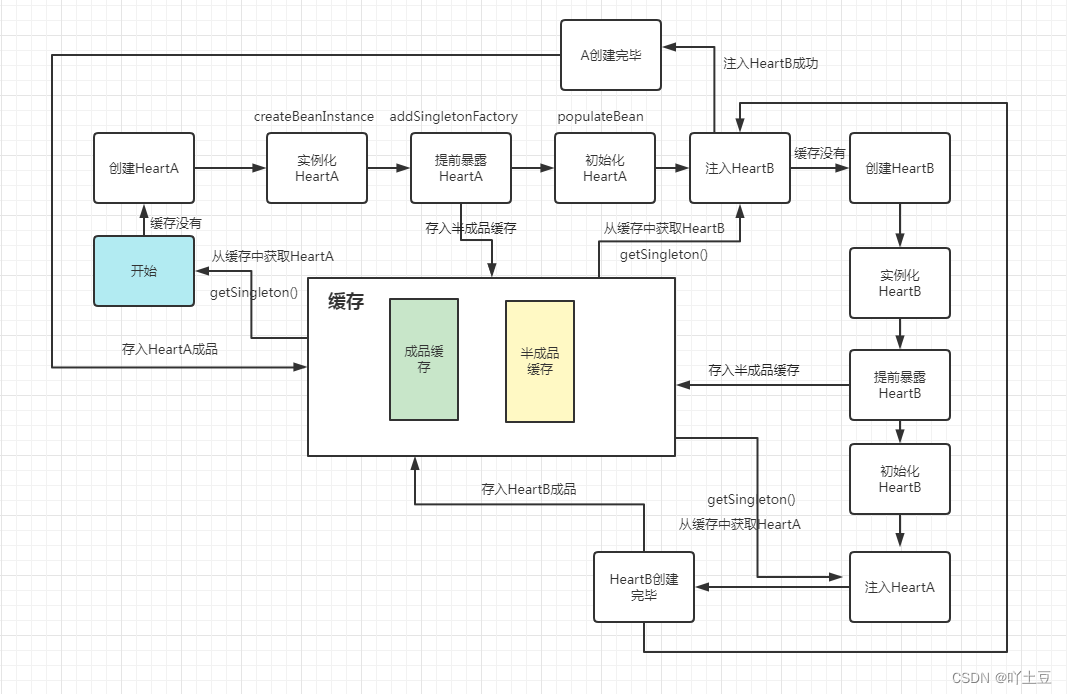 A创建完毕
注入HeartB成功
createBeanInstance
addSingletonFactory
populateBean
创建HeartA
实例化
HeartA
提前暴露
HeartA
初始化
HeartA
注入HeartB
缓存没有
创建HeartB
缓存没有
存入半成品缓存
从缓存中获取HeartB
getSingleton()
开始
从缓存中获取HeartA
getSingleton()
实例化
HeartB
缓存
成品缓
存
半成品
缓存
存入HeartA成品
存入半成品缓存
提前暴露
HeartB
初始化
HeartB
存入HeartB成品
getSingleton()
从缓存中获取HeartA
HeartB创建
完毕
注入HeartA
CSDN @吖土豆